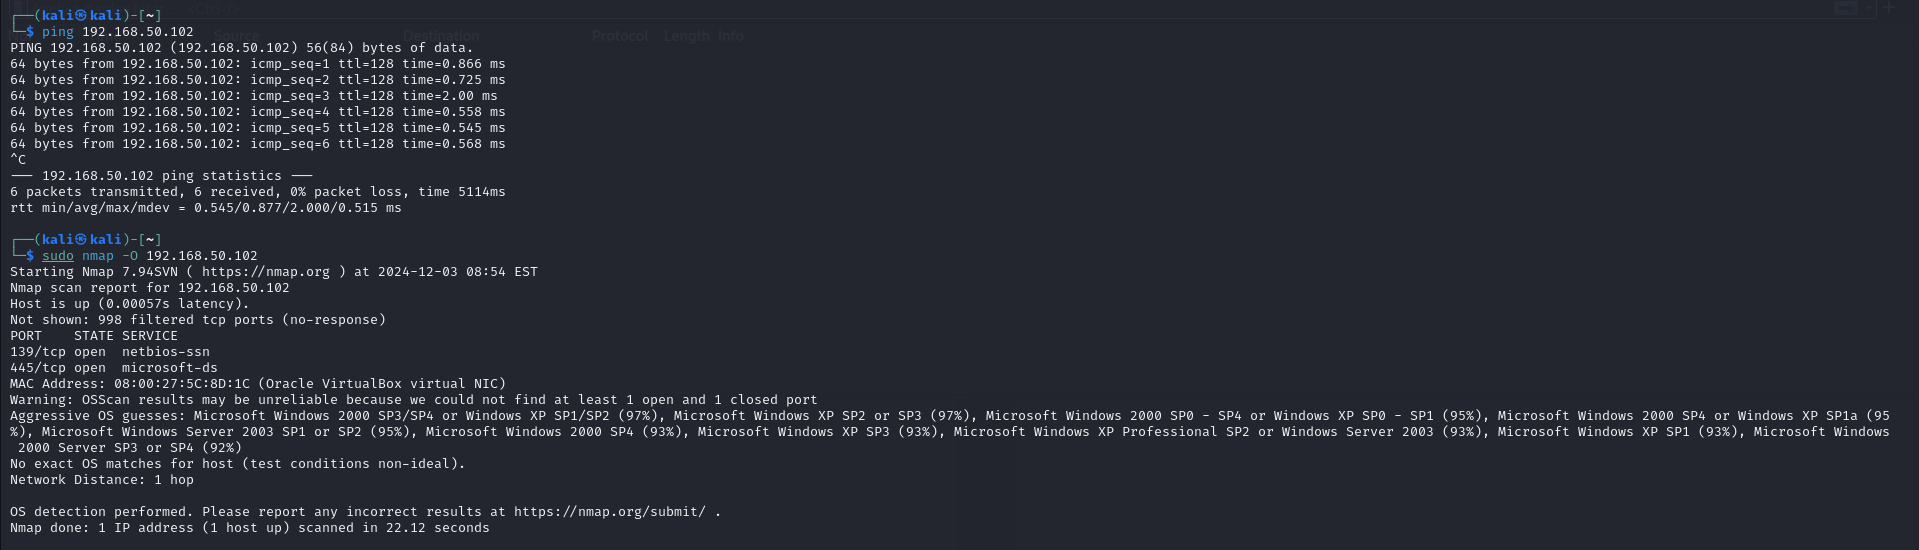 <Ctrl/>
┌──(kali㉿kali)-[~]
└─$ ping 192.168.50.102
Source Destination Protocol Length Info
PING 192.168.50.102 (192.168.50.102) 56(84) bytes of data.
64 bytes from 192.168.50.102: icmp_seq=1 ttl=128 time=0.866 ms
64 bytes from 192.168.50.102: icmp_seq=2 ttl=128 time=0.725 ms
64 bytes from 192.168.50.102: icmp_seq=3 ttl=128 time=2.00 ms
64 bytes from 192.168.50.102: icmp_seq=4 ttl=128 time=0.558 ms
64 bytes from 192.168.50.102: icmp_seq=5 ttl=128 time=0.545 ms
64 bytes from 192.168.50.102: icmp_seq=6 ttl=128 time=0.568 ms
^C
─── 192.168.50.102 ping statistics ───
6 packets transmitted, 6 received, 0% packet loss, time 5114ms
rtt min/avg/max/mdev = 0.545/0.877/2.000/0.515 ms
┌──(kali㉿kali)-[~]
└─$ sudo nmap -O 192.168.50.102
Starting Nmap 7.94SVN ( https://nmap.org ) at 2024-12-03 08:54 EST
Nmap scan report for 192.168.50.102
Host is up (0.00057s latency).
Not shown: 998 filtered tcp ports (no-response)
PORT    STATE SERVICE
139/tcp open  netbios-ssn
445/tcp open  microsoft-ds
MAC Address: 08:00:27:5C:8D:1C (Oracle VirtualBox virtual NIC)
Warning: OSScan results may be unreliable because we could not find at least 1 open and 1 closed port
Aggressive OS guesses: Microsoft Windows 2000 SP3/SP4 or Windows XP SP1/SP2 (97%), Microsoft Windows XP SP2 or SP3 (97%), Microsoft Windows 2000 SP0 - SP4 or Windows XP SP0 - SP1 (95%), Microsoft Windows 2000 SP4 or Windows XP SP1a (95
%), Microsoft Windows Server 2003 SP1 or SP2 (95%), Microsoft Windows 2000 SP4 (93%), Microsoft Windows XP SP3 (93%), Microsoft Windows XP Professional SP2 or Windows Server 2003 (93%), Microsoft Windows XP SP1 (93%), Microsoft Windows
 2000 Server SP3 or SP4 (92%)
No exact OS matches for host (test conditions non-ideal).
Network Distance: 1 hop
OS detection performed. Please report any incorrect results at https://nmap.org/submit/ .
Nmap done: 1 IP address (1 host up) scanned in 22.12 seconds